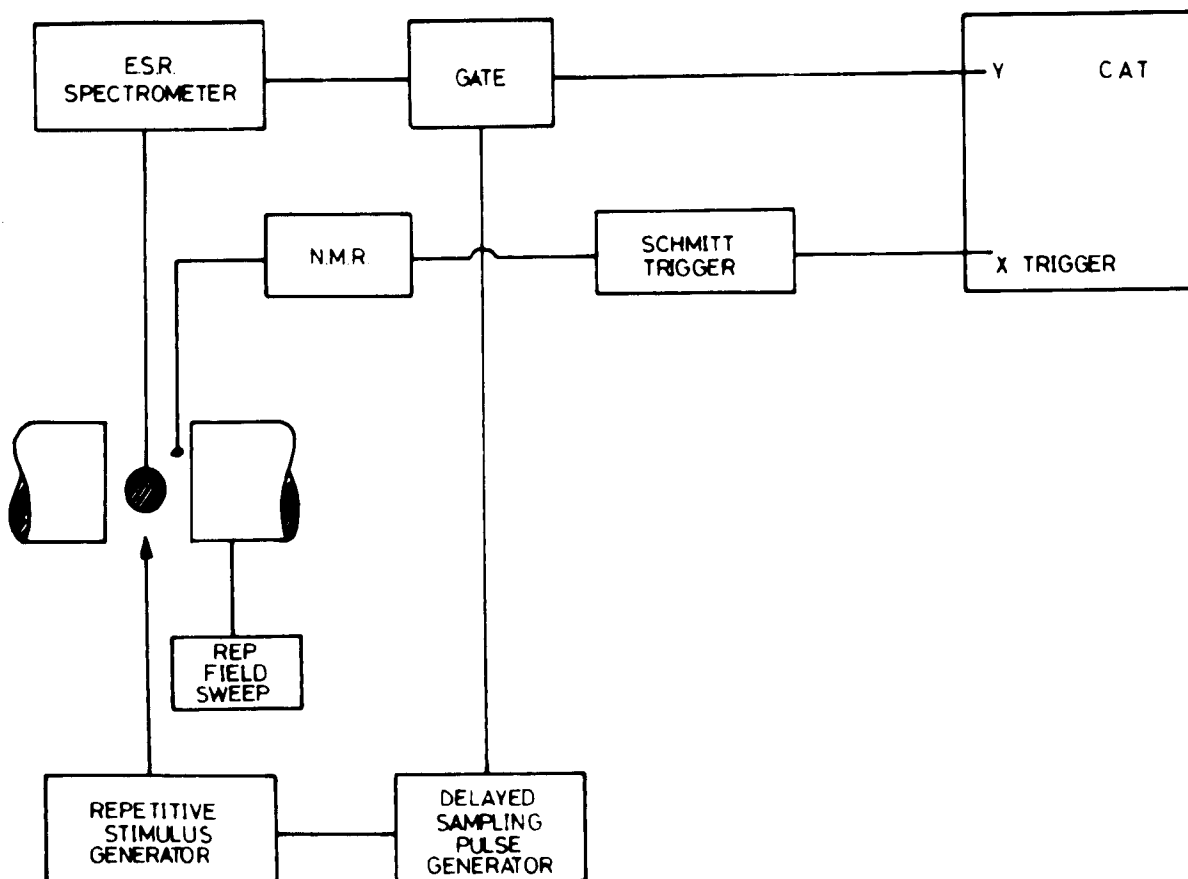 E.S.R.
SPECTROMETER
GATE
Y
CAT
N.M.R.
SCHMITT
TRIGGER
X TRIGGER
REP
FIELD
SWEEP
REPETITIVE
STIMULUS
GENERATOR
DELAYED
SAMPLING
PULSE
GENERATOR